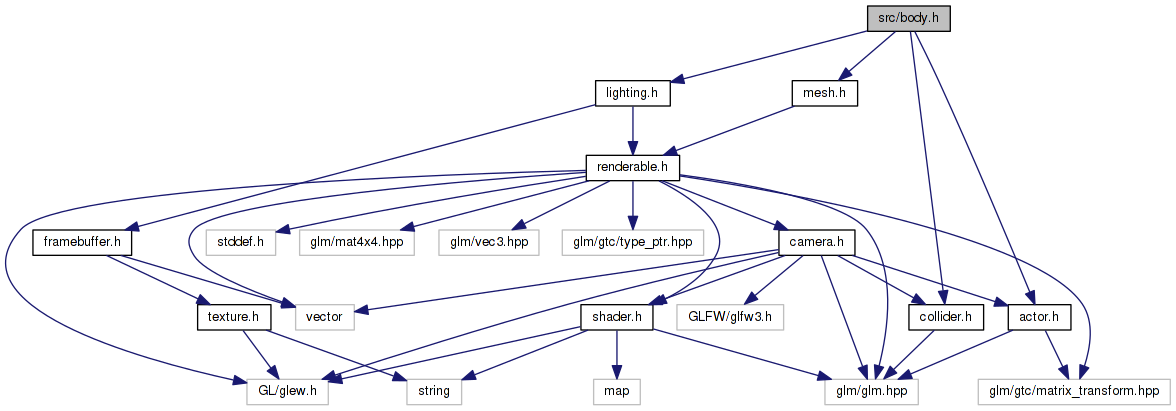 src/body.h
lighting.h
mesh.h
renderable.h
framebuffer.h
stddef.h
glm/mat4x4.hpp
glm/vec3.hpp
glm/gtc/type_ptr.hpp
camera.h
texture.h
vector
shader.h
GLFW/glfw3.h
collider.h
actor.h
GL/glew.h
string
map
glm/glm.hpp
glm/gtc/matrix_transform.hpp